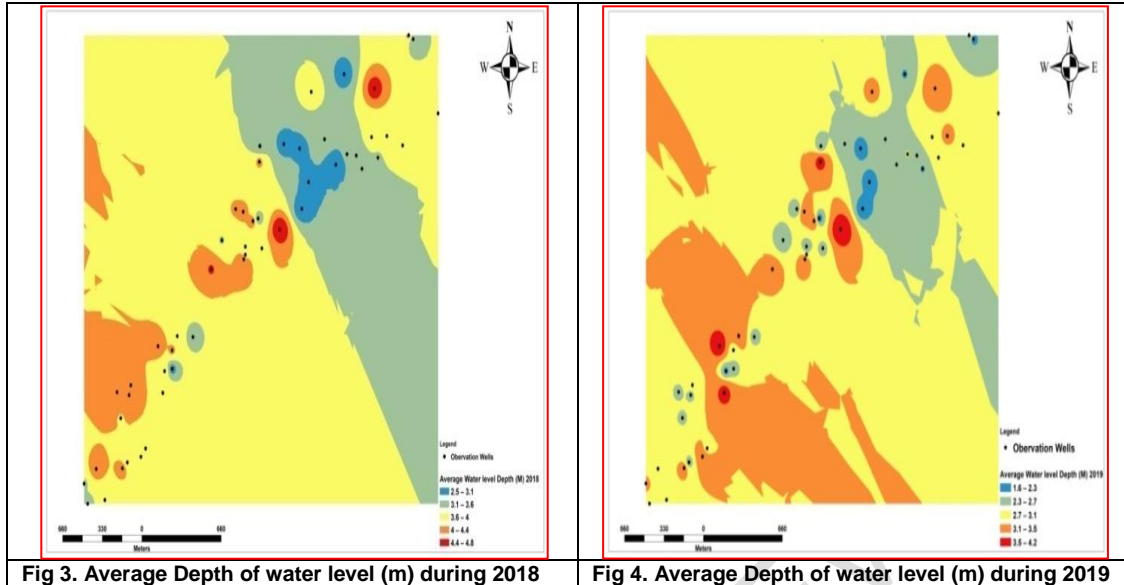 N
W E
S
Legend
Obervation Wells
Average Water level Depth (M) 2018
2.5 – 3.1
3.1 – 3.6
3.6 – 4
4 – 4.4
4.4 – 4.8
660 330 0 660
Meters
Fig 3. Average Depth of water level (m) during 2018
N
W E
S
Legend
Obervation Wells
Average Water level Depth (M) 2019
1.6 – 2.3
2.3 – 2.7
2.7 – 3.1
3.1 – 3.5
3.5 – 4.2
660 330 0 660
Meters
Fig 4. Average Depth of water level (m) during 2019